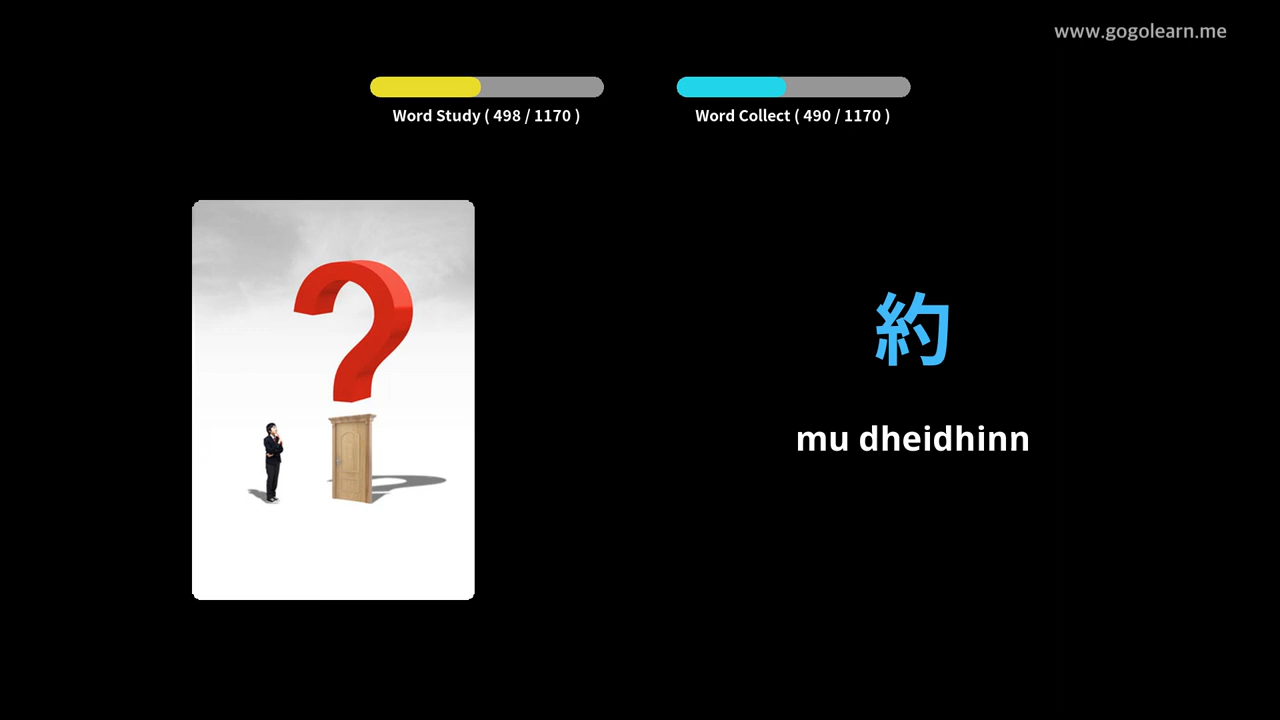 www.gogolearn.me
Word Study ( 498 / 1170 )
Word Collect ( 490 / 1170 )
約
mu dheidhinn